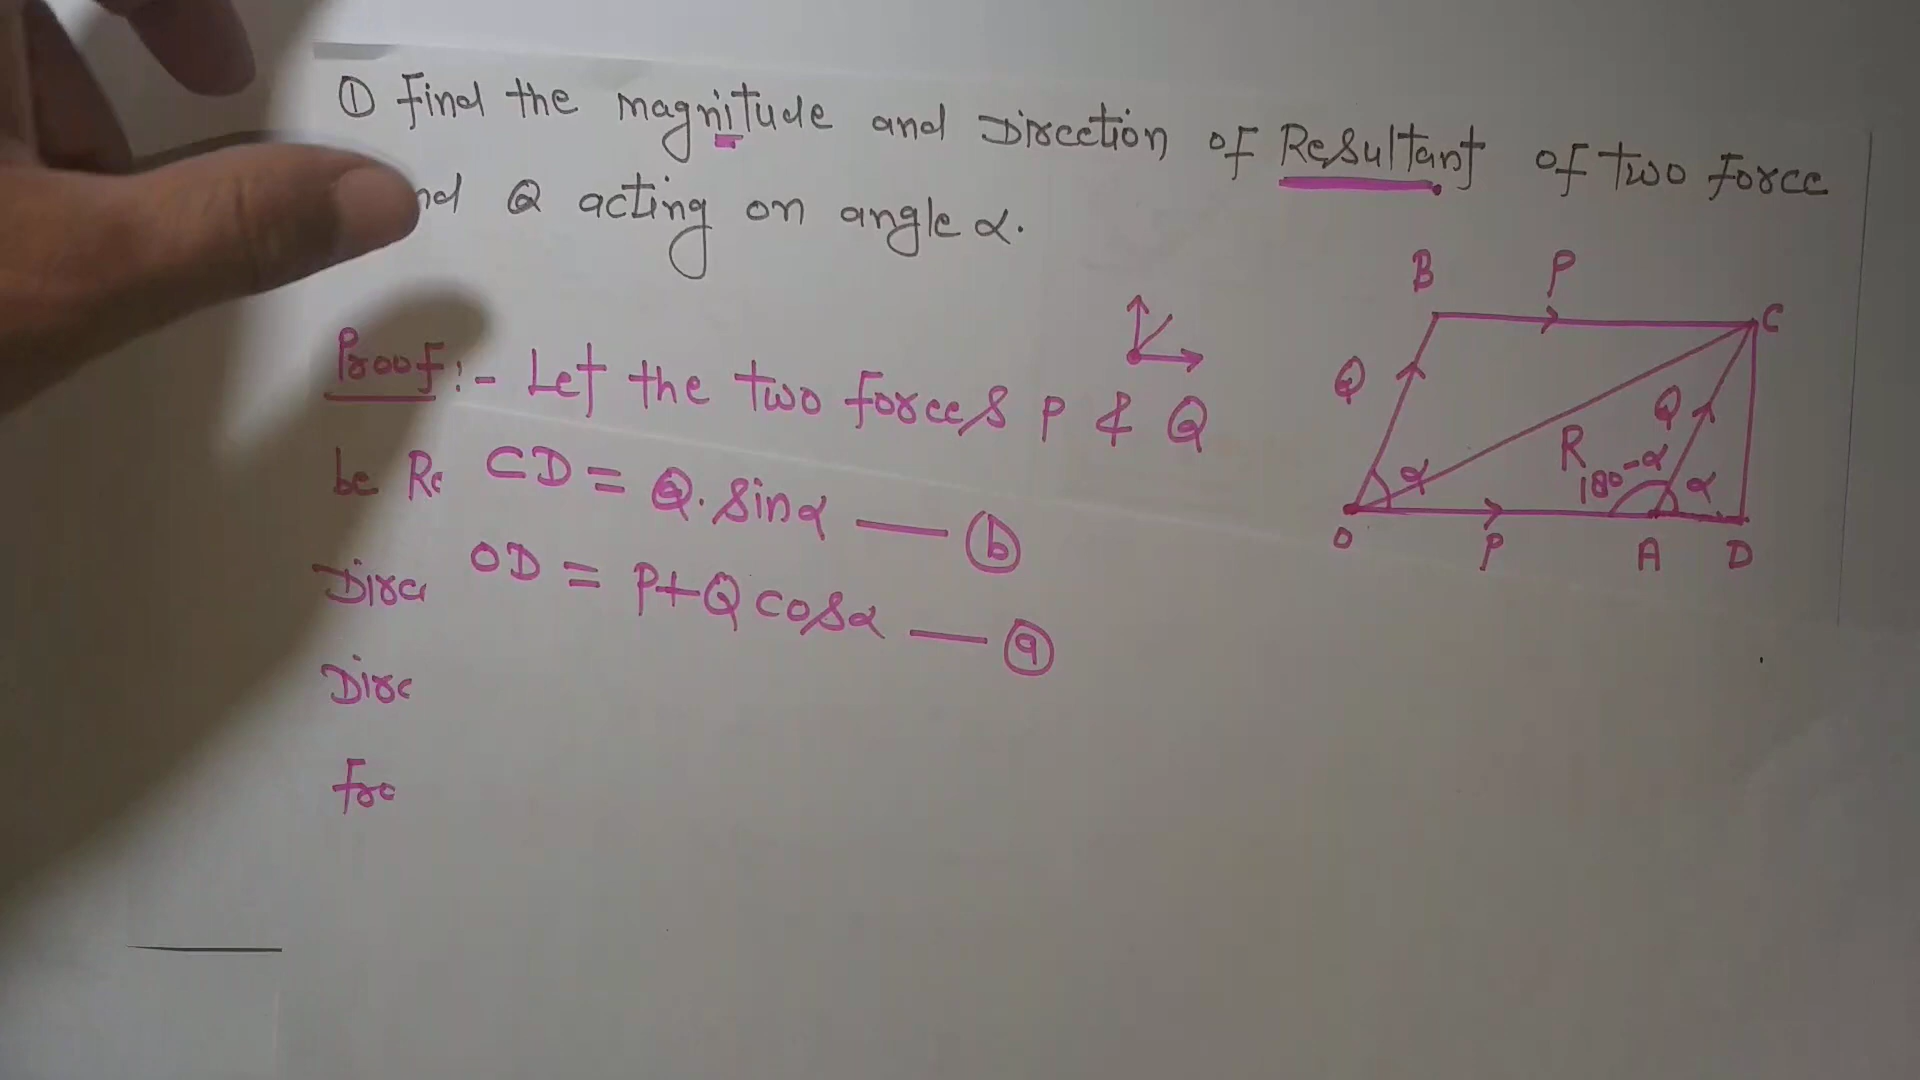 ① Find the magnitude and Direction of Resultant of two force
Q acting on angle α.
Proof :- Let the two forces P & Q
be
CD = Q. sinα — ⓑ
OD = P+Q cosα — ⓐ
B P C
Q Q
R 180-α
α α
O P A D